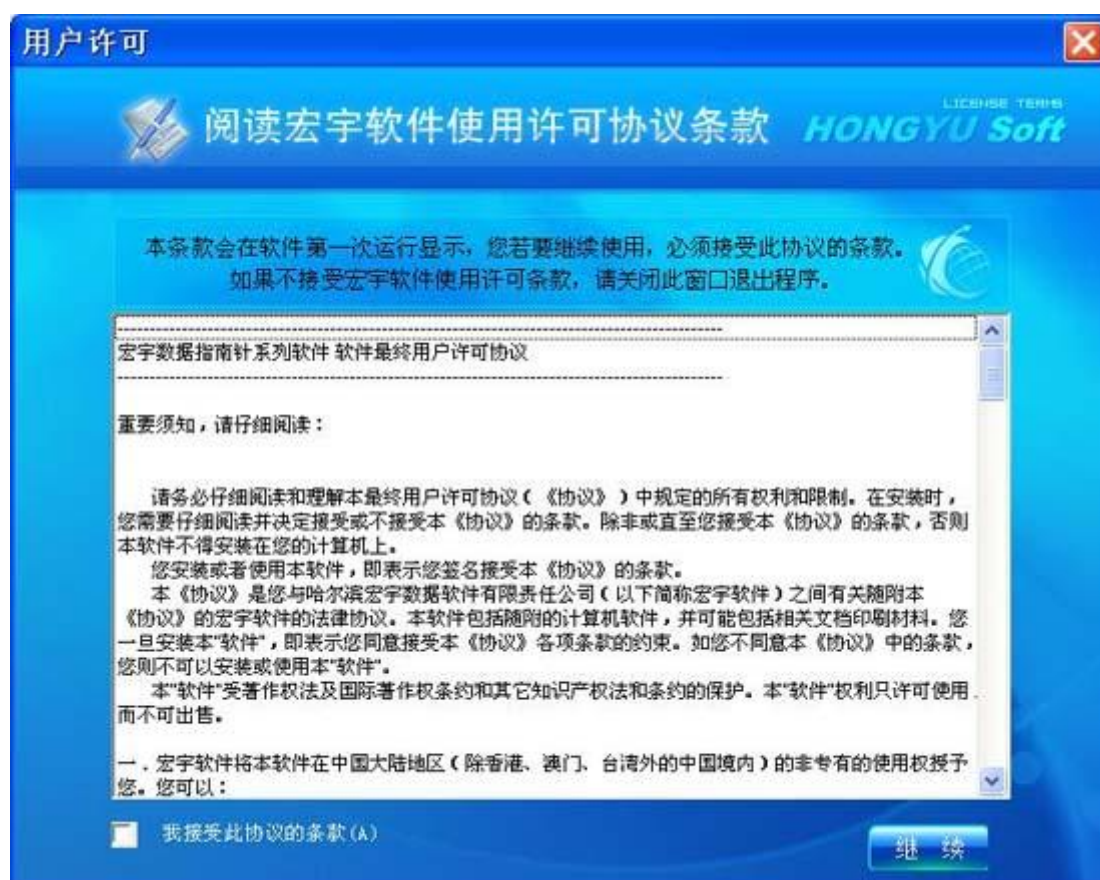 用户许可
LICENSE TERMS
阅读宏宇软件使用许可协议条款 HONGYU Soft
本条款会在软件第一次运行显示，您若要继续使用，必须接受此协议的条款。
如果不接受宏宇软件使用许可条款，请关闭此窗口退出程序。
--------------------------------------------------------------------------------
宏宇数据指南针系列软件 软件最终用户许可协议
--------------------------------------------------------------------------------
重要须知，请仔细阅读：
请务必仔细阅读和理解本最终用户许可协议（《协议》）中规定的所有权利和限制。在安装时，
您需要仔细阅读并决定接受或不接受本《协议》的条款。除非或直至您接受本《协议》的条款，否则
本软件不得安装在您的计算机上。
您安装或者使用本软件，即表示您签名接受本《协议》的条款。
本《协议》是您与哈尔滨宏宇数据软件有限责任公司（以下简称宏宇软件）之间有关随附本
《协议》的宏宇软件的法律协议。本软件包括随附的计算机软件，并可能包括相关文档印刷材料。您
一旦安装本"软件"，即表示您同意接受本《协议》各项条款的约束。如您不同意本《协议》中的条款，
您则不可以安装或使用本"软件"。
本"软件"受著作权法及国际著作权条约和其它知识产权法和条约的保护。本"软件"权利只许可使用
而不可出售。
一．宏宇软件将本软件在中国大陆地区（除香港、澳门、台湾外的中国境内）的非专有的使用权授予
您。您可以：
我接受此协议的条款(A)
继 续